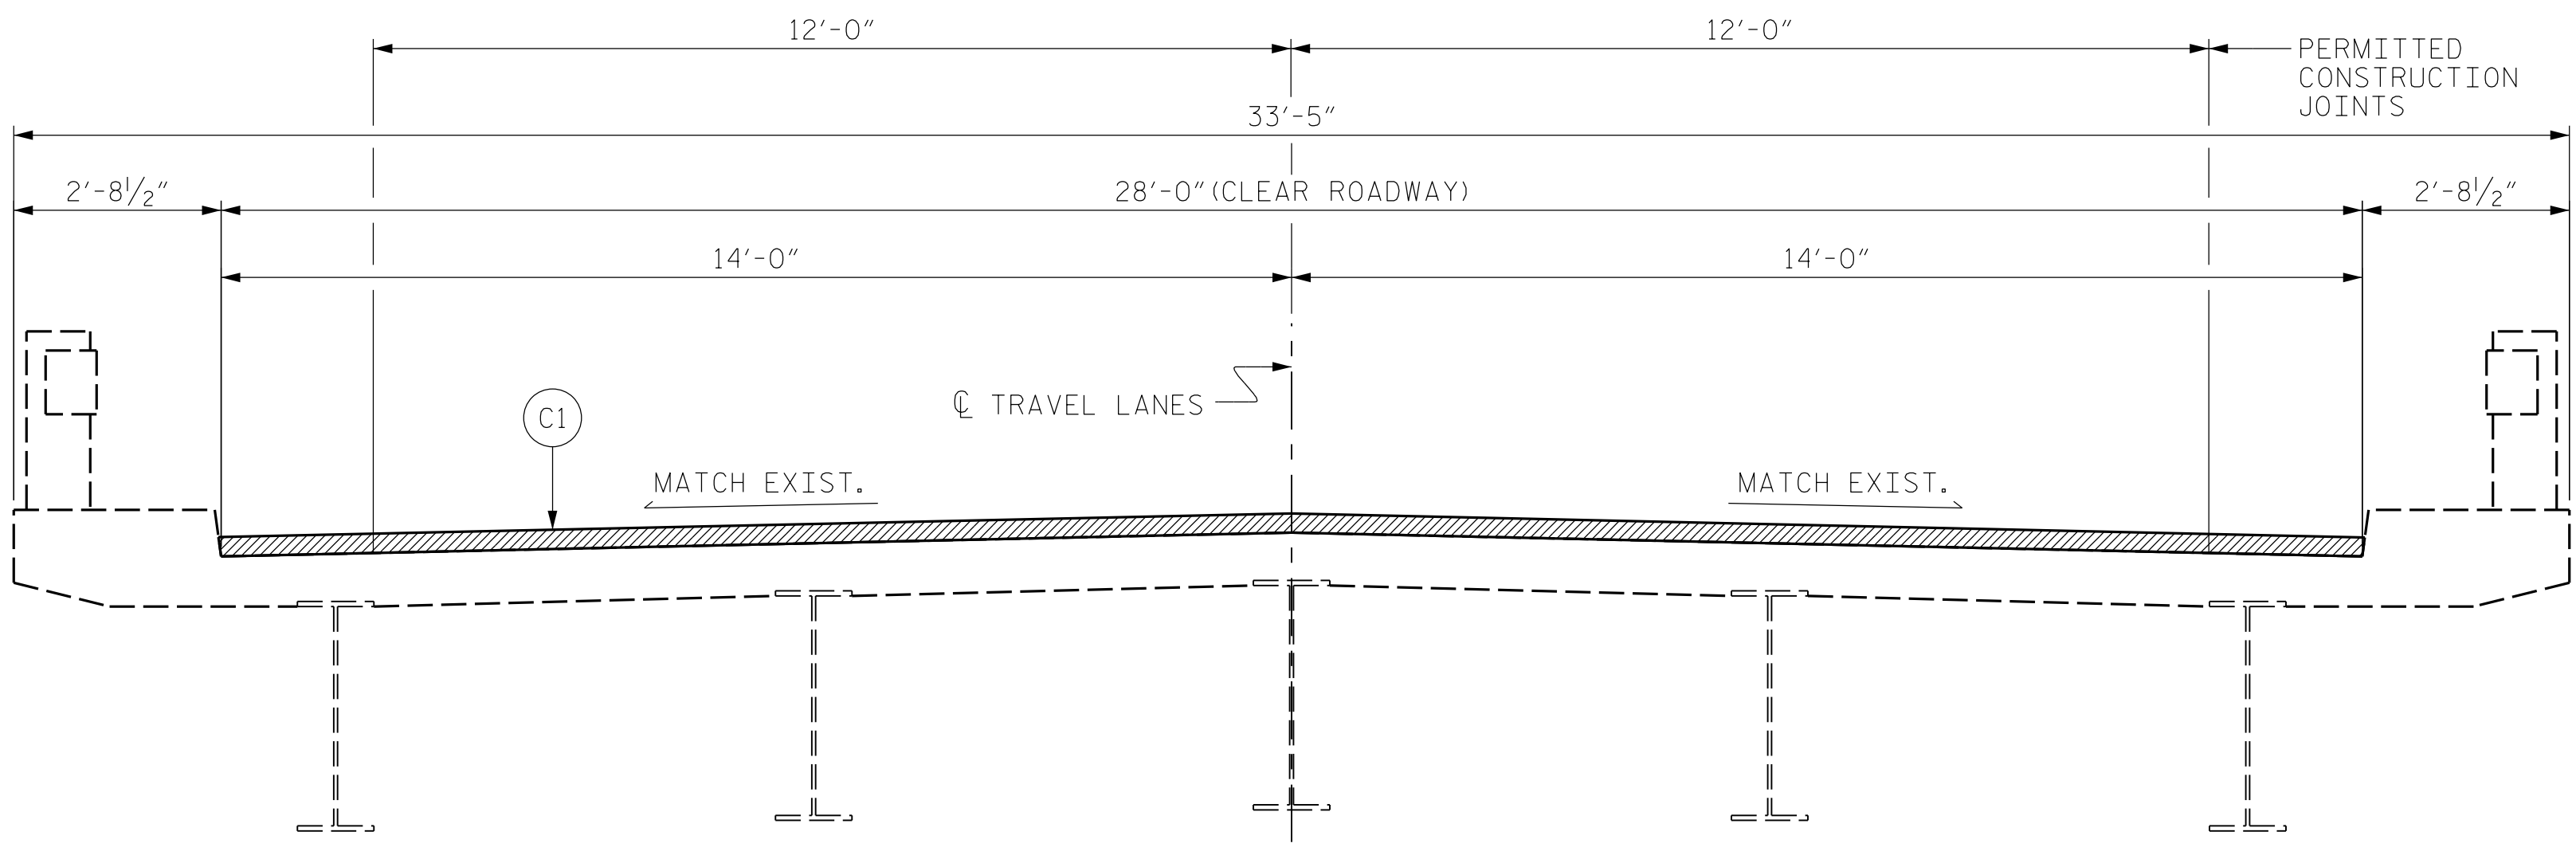 12'-0"
12'-0"
PERMITTED
CONSTRUCTION
JOINTS
33'-5"
2'-8½"
28'-0"(CLEAR ROADWAY)
2'-8½"
14'-0"
14'-0"
C1
℄ TRAVEL LANES
MATCH EXIST.
MATCH EXIST.